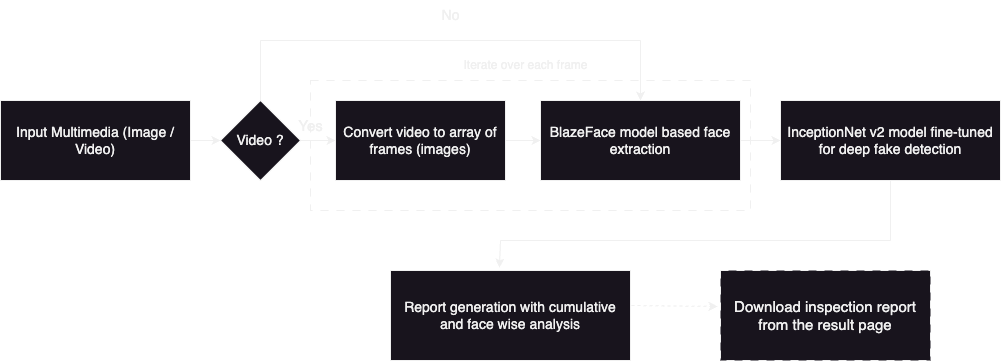 No
Iterate over each frame
Input Multimedia (Image /
Video)
Video ?
Yes
Convert video to array of
frames (images)
BlazeFace model based face
extraction
InceptionNet v2 model fine-tuned
for deep fake detection
Report generation with cumulative
and face wise analysis
Download inspection report
from the result page